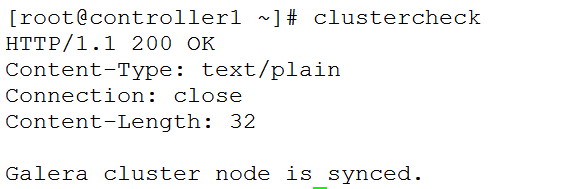 [root@controller1 ~]# clustercheck
HTTP/1.1 200 OK
Content-Type: text/plain
Connection: close
Content-Length: 32

Galera cluster node is synced.